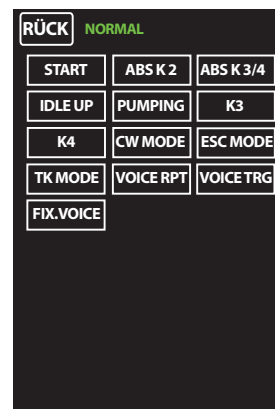 RÜCK NORMAL
START ABS K 2 ABS K 3/4
IDLE UP PUMPING K3
K4 CW MODE ESC MODE
TK MODE VOICE RPT VOICE TRG
FIX.VOICE